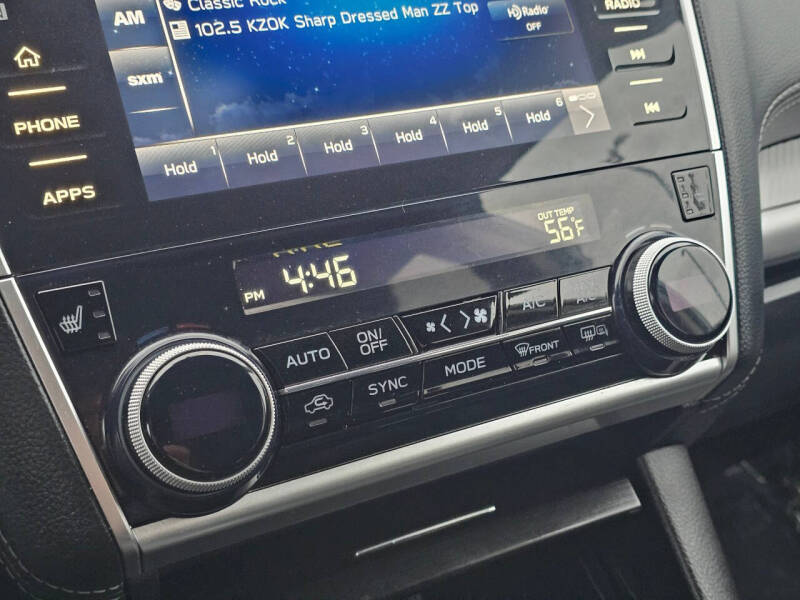 AM
Classic Rock
102.5 KZOK Sharp Dressed Man ZZ Top
HD Radio
OFF
RADIO
sxm
PHONE
APPS
Hold 1
Hold 2
Hold 3
Hold 4
Hold 5
Hold 6
OUT TEMP
56°F
PM 4:46
AUTO
ON/
OFF
A/C
A/C
SYNC
MODE
FRONT
R